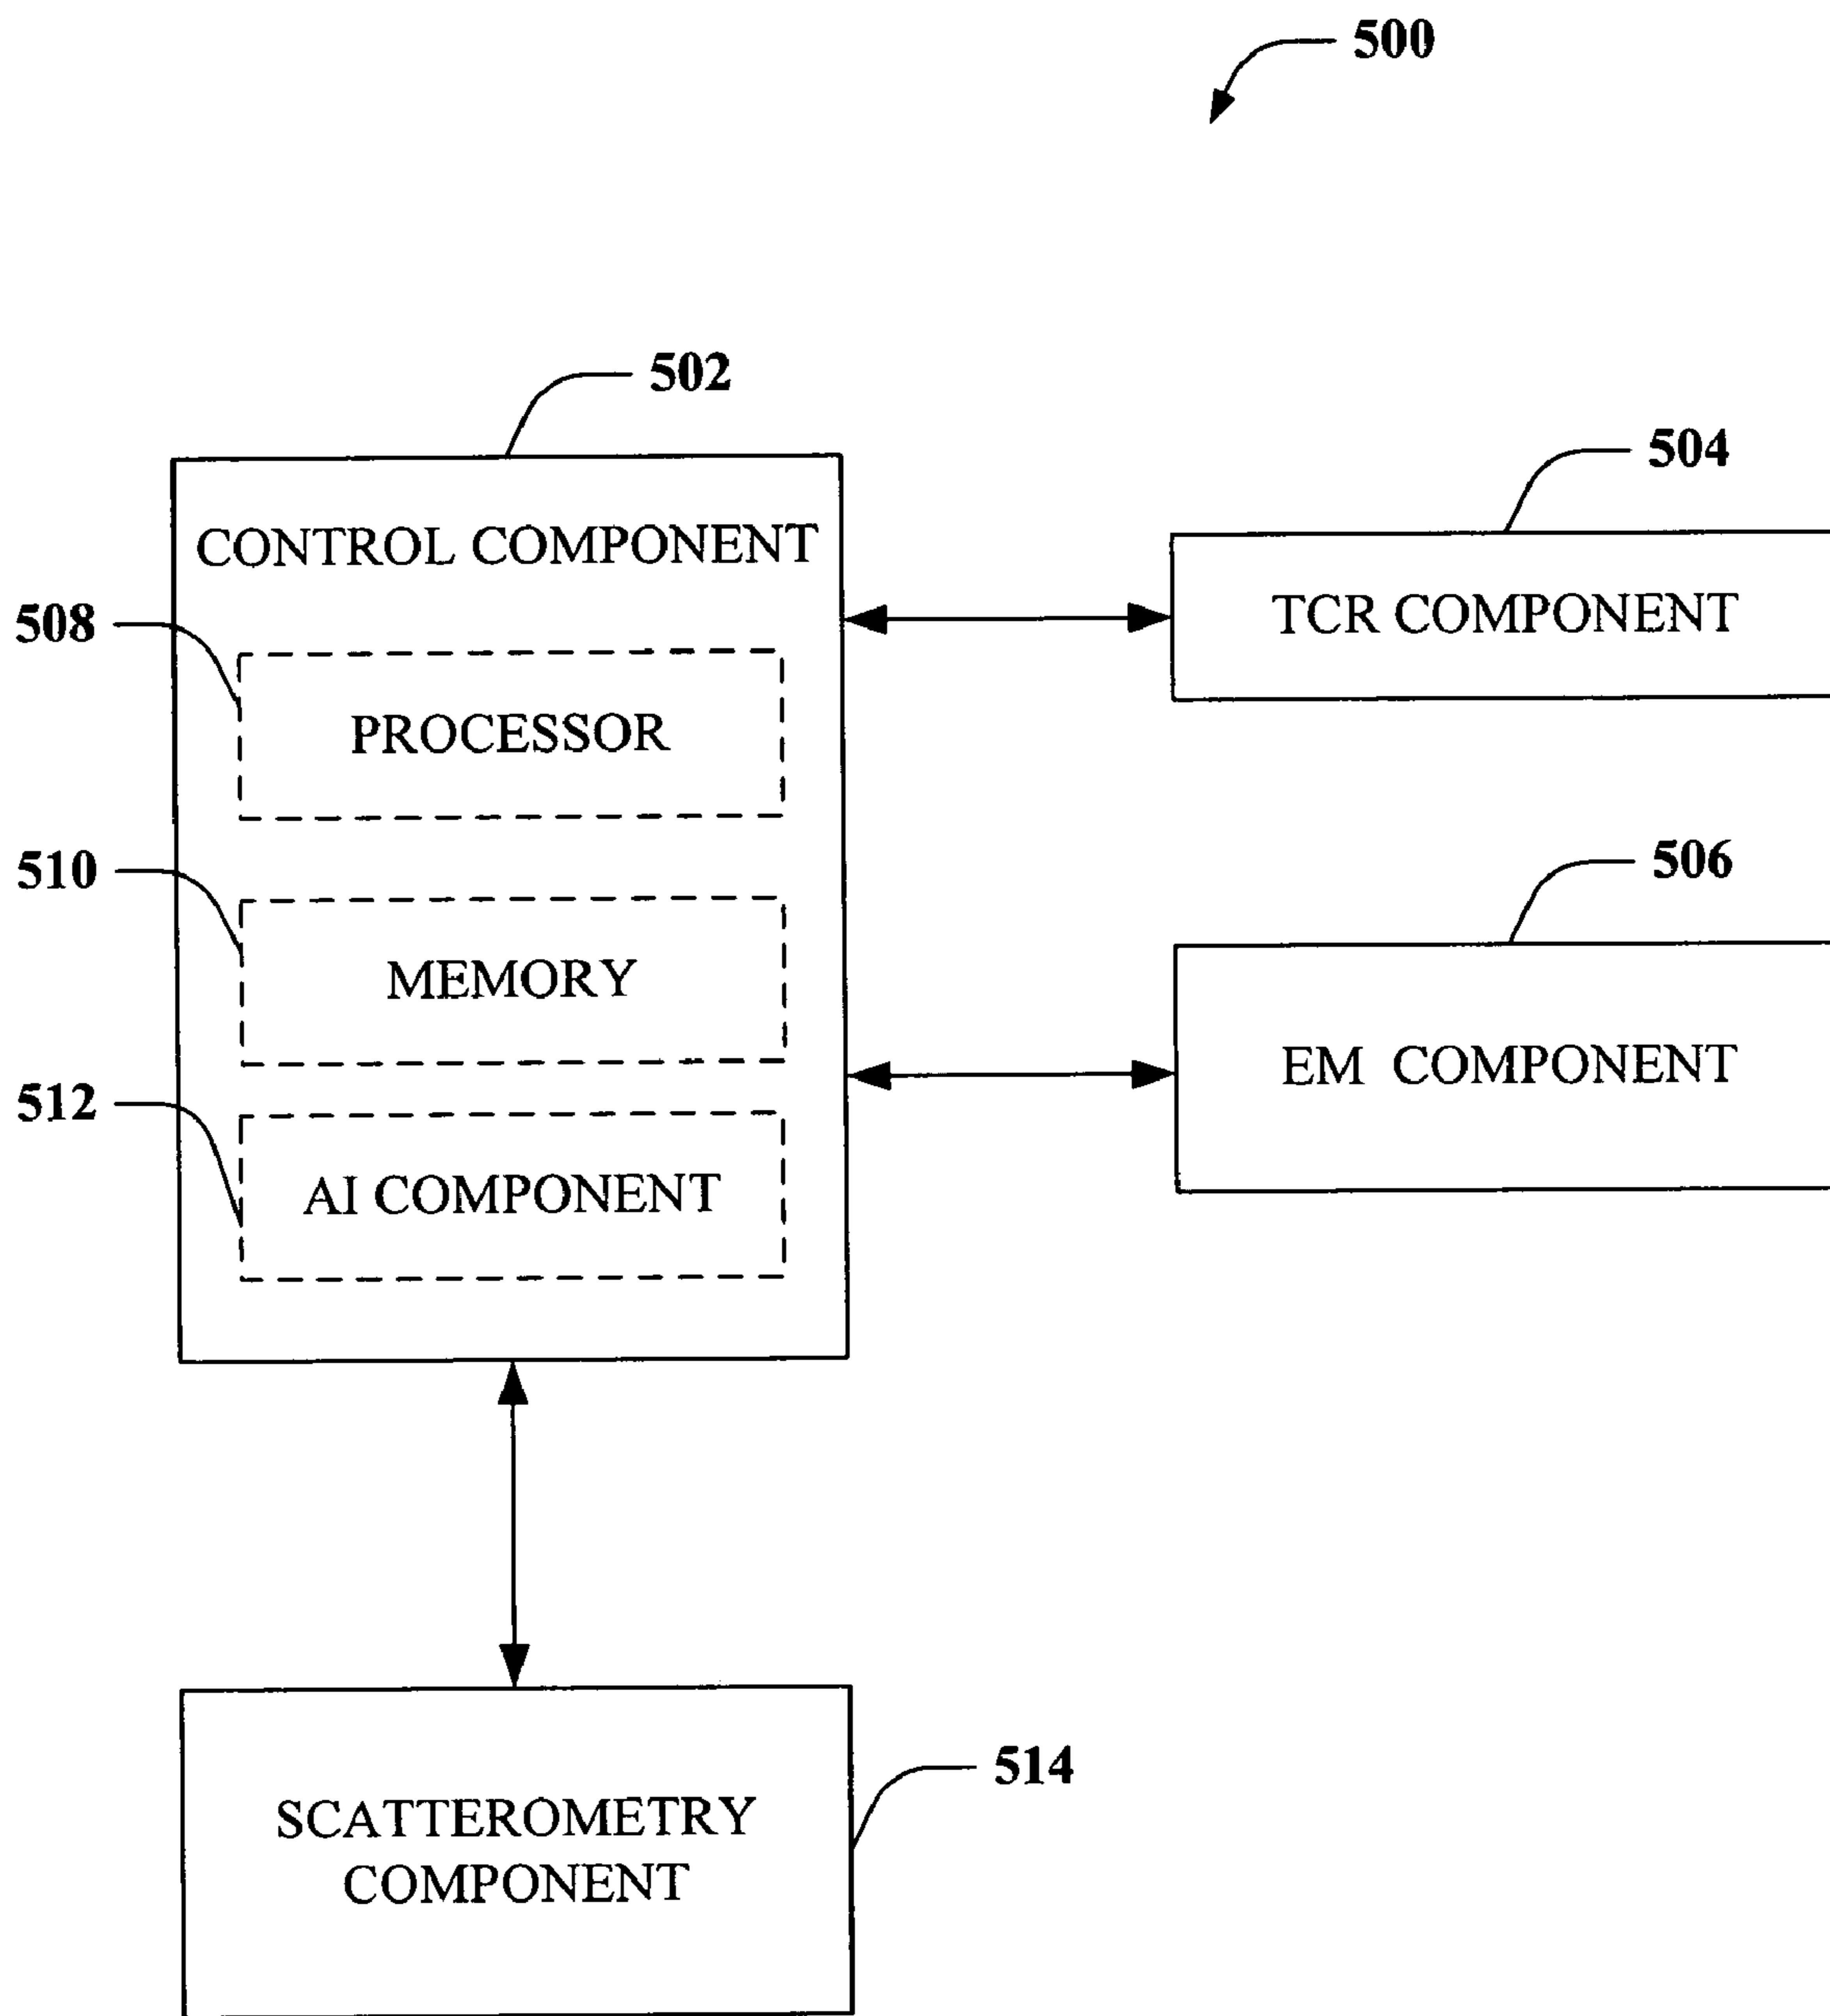 500
502
504
CONTROL COMPONENT
TCR COMPONENT
508
PROCESSOR
506
510
MEMORY
EM COMPONENT
512
AI COMPONENT
514
SCATTEROMETRY
COMPONENT